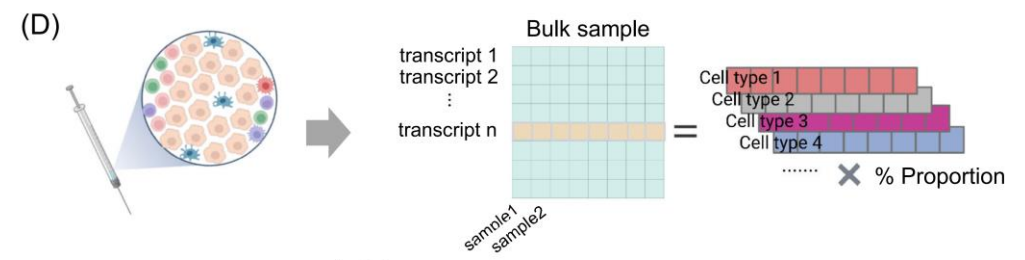 (D)
Bulk sample
transcript 1
transcript 2
⋮
transcript n
sample1
sample2
=
Cell type 1
Cell type 2
Cell type 3
Cell type 4
....... × % Proportion